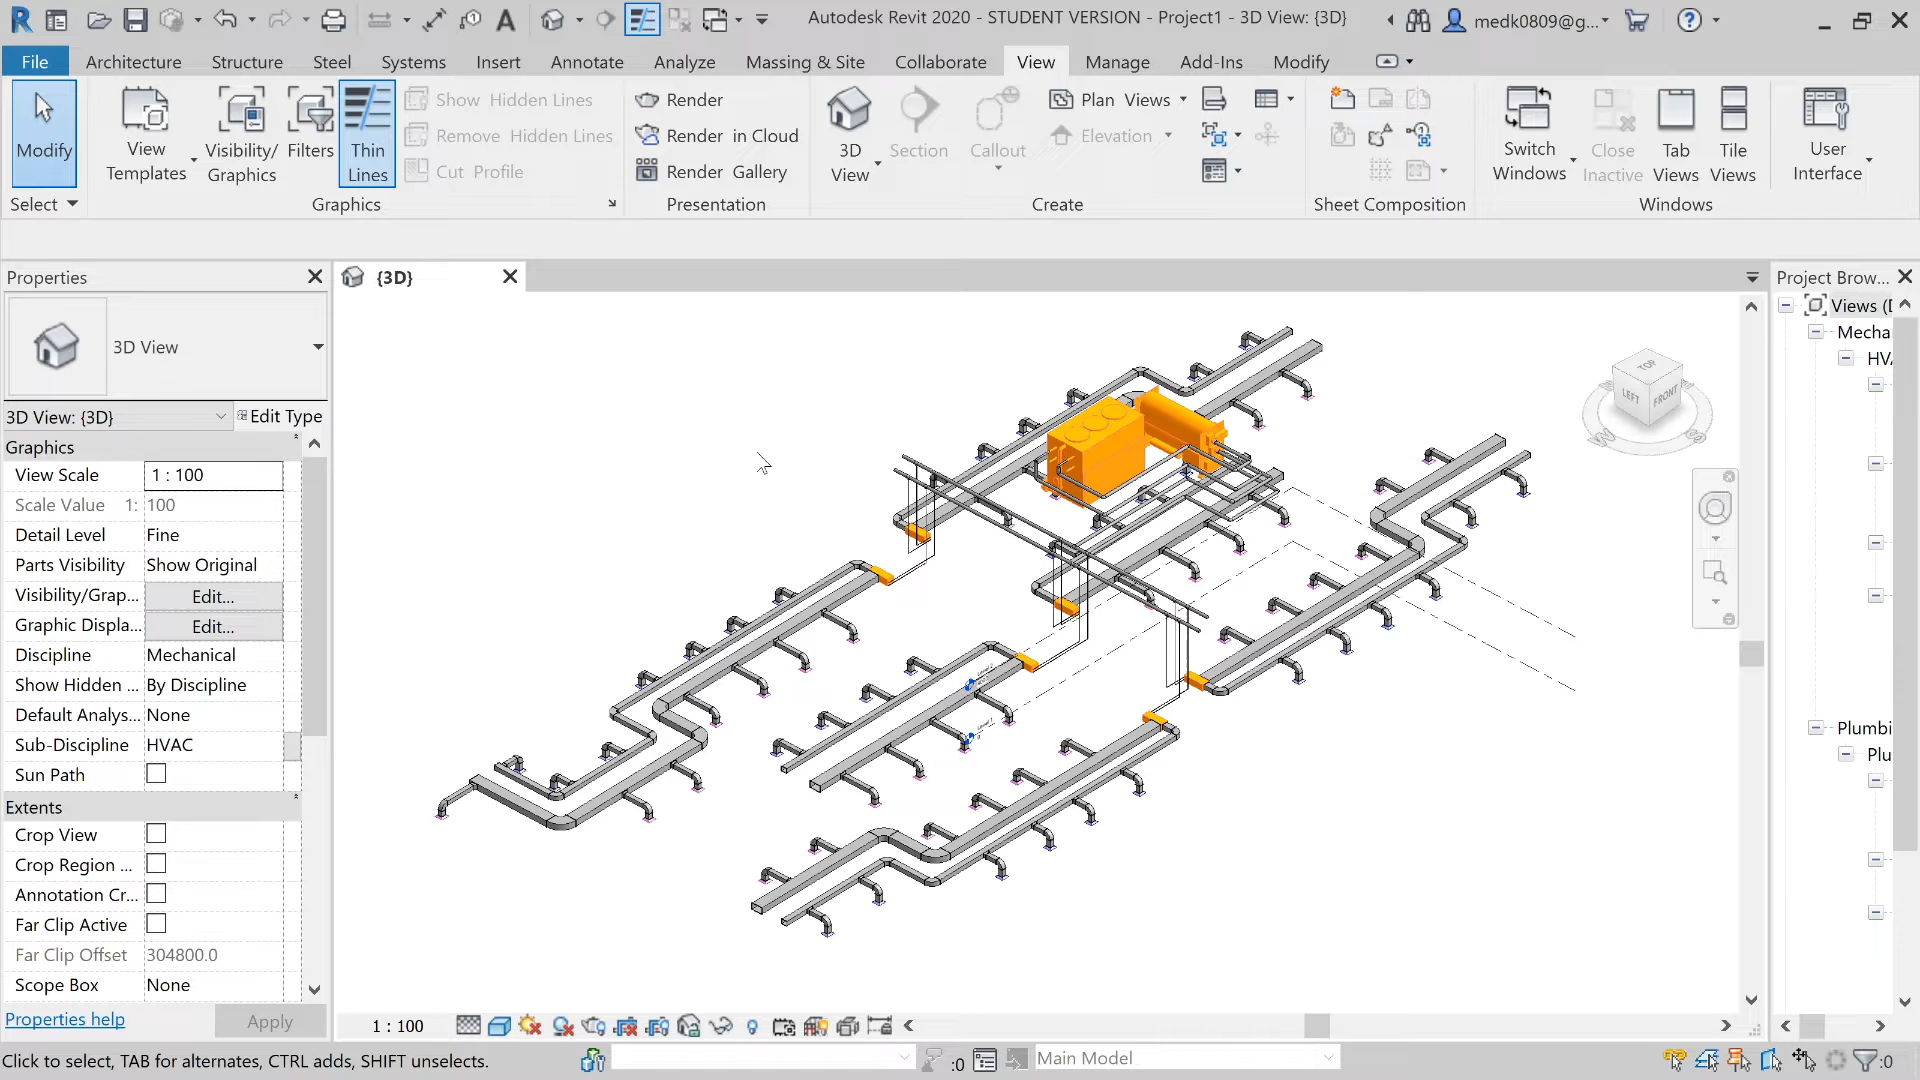 Autodesk Revit 2020 - STUDENT VERSION - Project1 - 3D View: {3D}
medk0809@g...
File Architecture Structure Steel Systems Insert Annotate Analyze Massing & Site Collaborate View Manage Add-Ins Modify
Modify
View Templates
Visibility/ Graphics
Filters
Thin Lines
Show Hidden Lines
Remove Hidden Lines
Cut Profile
Render
Render in Cloud
Render Gallery
3D View
Section
Callout
Plan Views
Elevation
Switch Windows
Close Inactive
Tab Views
Tile Views
User Interface
Select Graphics Presentation Create Sheet Composition Windows
Properties
3D View
3D View: {3D} Edit Type
Graphics
View Scale 1 : 100
Scale Value 1: 100
Detail Level Fine
Parts Visibility Show Original
Visibility/Grap... Edit...
Graphic Displa... Edit...
Discipline Mechanical
Show Hidden ... By Discipline
Default Analys... None
Sub-Discipline HVAC
Sun Path
Extents
Crop View
Crop Region ...
Annotation Cr...
Far Clip Active
Far Clip Offset 304800.0
Scope Box None
Properties help Apply
{3D}
TOP
LEFT FRONT
W S
1 : 100
Project Brow...
Views (
Mecha
HV
Plumbi
Plu
Click to select, TAB for alternates, CTRL adds, SHIFT unselects.
:0
Main Model
:0